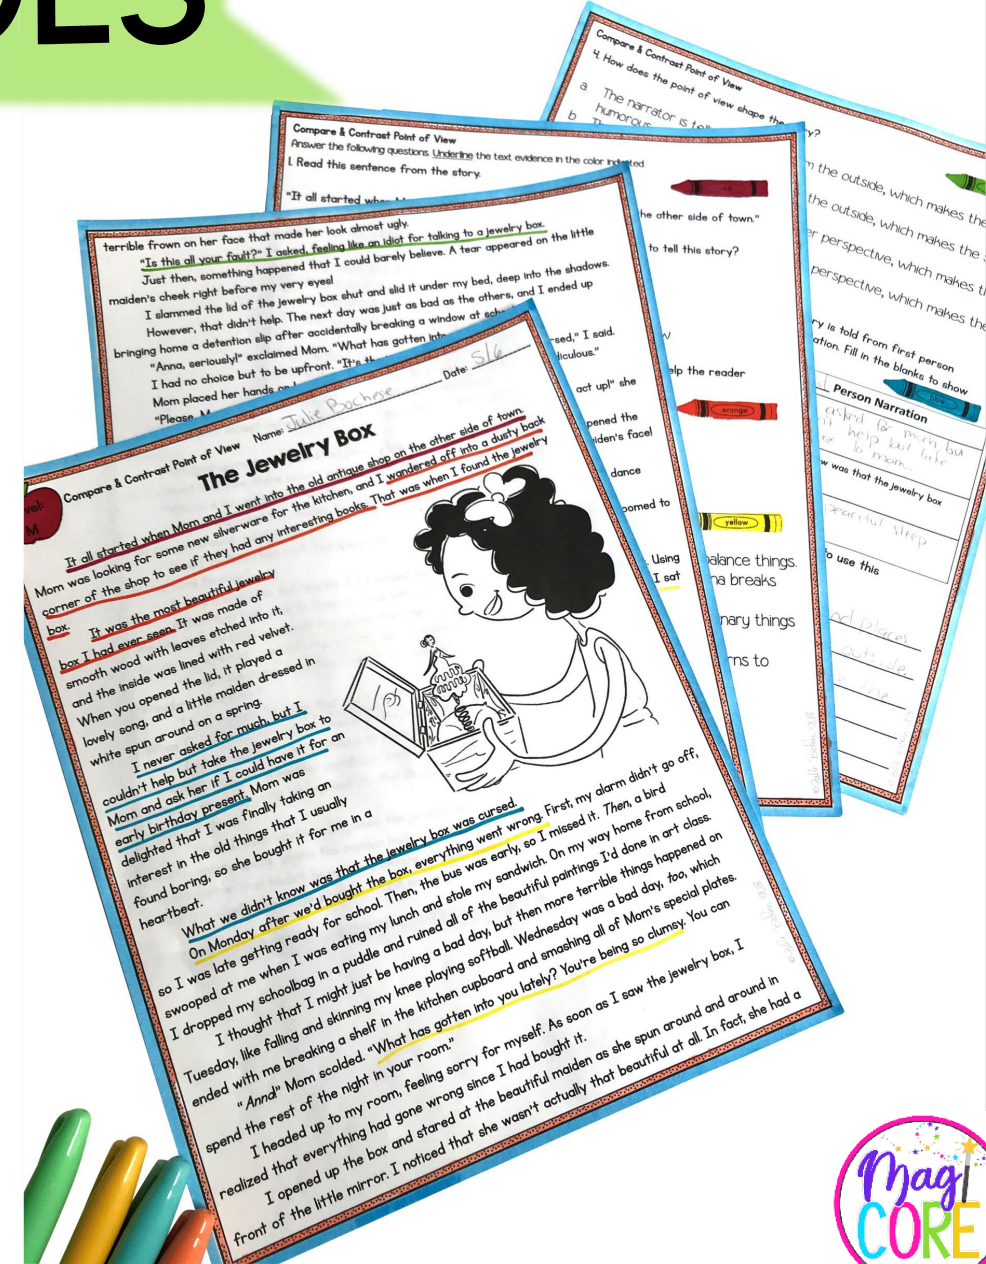 Compare & Contrast Point of View
4. How does the point of view shape the
a The narrator is
humorous
b
m the outside, which makes the
the outside, which makes the
er perspective, which makes t
perspective, which makes the
ry is told from first person
ation. Fill in the blanks to show
blue
Person Narration
asked for much, but
help but take
to mom.
w was that the jewelry box
peaceful sleep
o use this
nd places
outside
the
Compare & Contrast Point of View
Answer the following questions. Underline the text evidence in the color indicated
1. Read this sentence from the story.
"It all started when
he other side of town."
to tell this story?
elp the reader
orange
yellow
alance things.
na breaks
nary things
rns to
terrible frown on her face that made her look almost ugly.
"Is this all your fault?" I asked, feeling like an idiot for talking to a jewelry box.
Just then, something happened that I could barely believe. A tear appeared on the little
maiden's cheek right before my very eyes!
I slammed the lid of the jewelry box shut and slid it under my bed, deep into the shadows.
However, that didn't help. The next day was just as bad as the others, and I ended up
bringing home a detention slip after accidentally breaking a window at
"Anna, seriously!" exclaimed Mom. "What has gotten into
I had no choice but to be upfront. "It's
Mom placed her hands on
"Please
rsed," I said.
diculous."
act up!" she
pened the
iden's face!
dance
oomed to
. Using
I sat
Compare & Contrast Point of View Name: Julie Bochese Date: 5/6
The Jewelry Box
M
It all started when Mom and I went into the old antique shop on the other side of town.
Mom was looking for some new silverware for the kitchen, and I wandered off into a dusty back
corner of the shop to see if they had any interesting books. That was when I found the jewelry
box.
It was the most beautiful jewelry
box I had ever seen. It was made of
smooth wood with leaves etched into it,
and the inside was lined with red velvet.
When you opened the lid, it played a
lovely song, and a little maiden dressed in
white spun around on a spring.
I never asked for much, but I
couldn't help but take the jewelry box to
Mom and ask her if I could have it for an
early birthday present. Mom was
delighted that I was finally taking an
interest in the old things that I usually
found boring, so she bought it for me in a
heartbeat.
What we didn't know was that the jewelry box was cursed.
On Monday after we'd bought the box, everything went wrong. First, my alarm didn't go off,
so I was late getting ready for school. Then, the bus was early, so I missed it. Then, a bird
swooped at me when I was eating my lunch and stole my sandwich. On my way home from school,
I dropped my schoolbag in a puddle and ruined all of the beautiful paintings I'd done in art class.
I thought that I might just be having a bad day, but then more terrible things happened on
Tuesday, like falling and skinning my knee playing softball. Wednesday was a bad day, too, which
ended with me breaking a shelf in the kitchen cupboard and smashing all of Mom's special plates.
"Anna!" Mom scolded. "What has gotten into you lately? You're being so clumsy. You can
spend the rest of the night in your room."
I headed up to my room, feeling sorry for myself. As soon as I saw the jewelry box, I
realized that everything had gone wrong since I had bought it.
I opened up the box and stared at the beautiful maiden as she spun around and around in
front of the little mirror. I noticed that she wasn't actually that beautiful at all. In fact, she had a
Magi
CORE